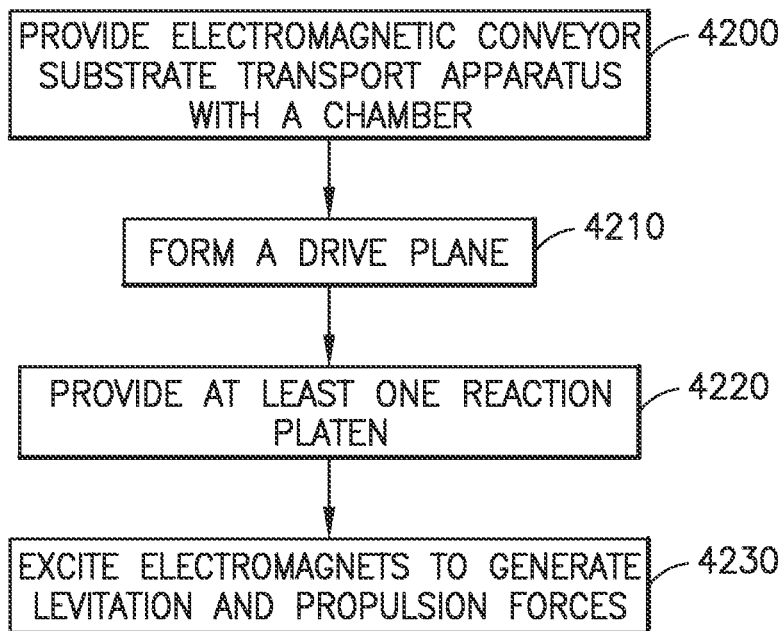 PROVIDE ELECTROMAGNETIC CONVEYOR
SUBSTRATE TRANSPORT APPARATUS
WITH A CHAMBER
4200
FORM A DRIVE PLANE
4210
PROVIDE AT LEAST ONE REACTION
PLATEN
4220
EXCITE ELECTROMAGNETS TO GENERATE
LEVITATION AND PROPULSION FORCES
4230